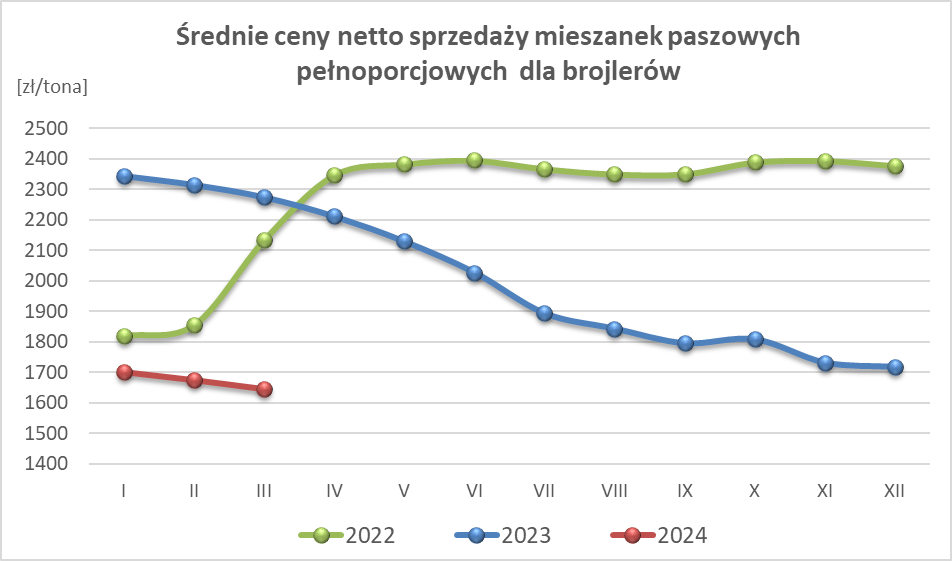 Średnie ceny netto sprzedaży mieszanek paszowych
pełnoporcjowych dla brojlerów
[zł/tona]
2500
2400
2300
2200
2100
2000
1900
1800
1700
1600
1500
1400
I II III IV V VI VII VIII IX X XI XII
2022 2023 2024